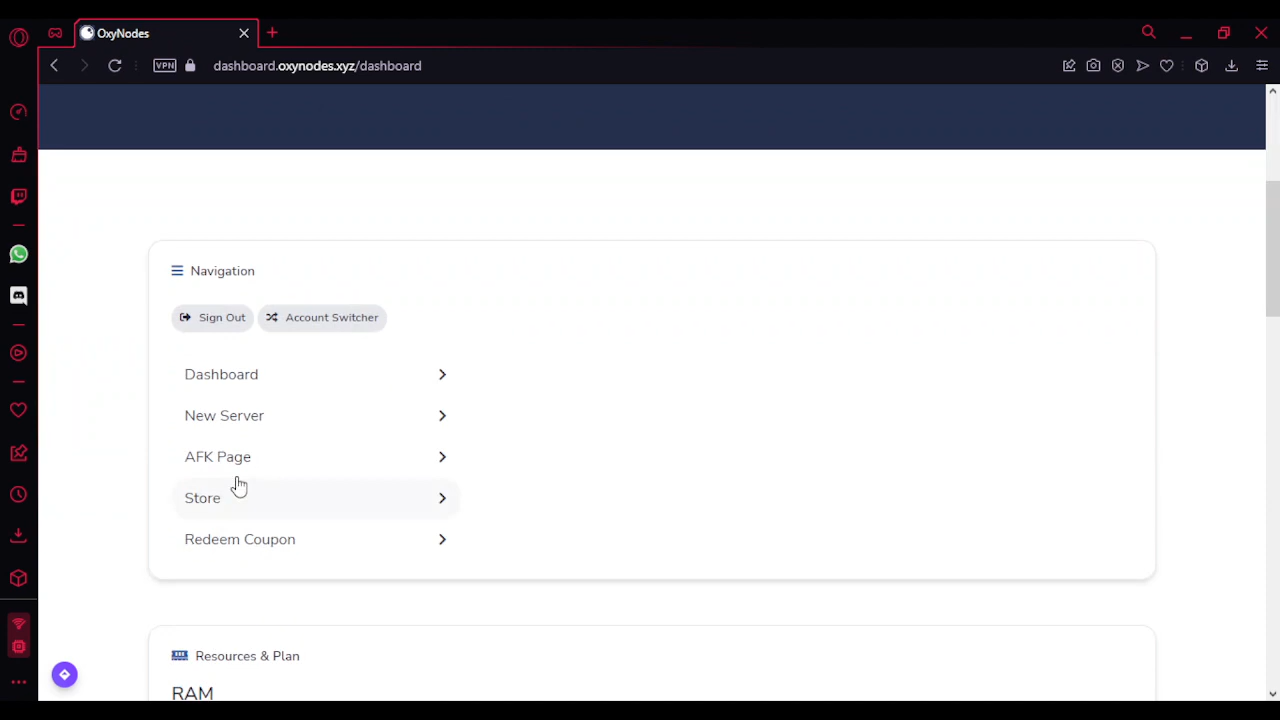 OxyNodes
VPN dashboard.oxynodes.xyz/dashboard
Navigation
Sign Out Account Switcher
Dashboard
New Server
AFK Page
Store
Redeem Coupon
Resources & Plan
RAM